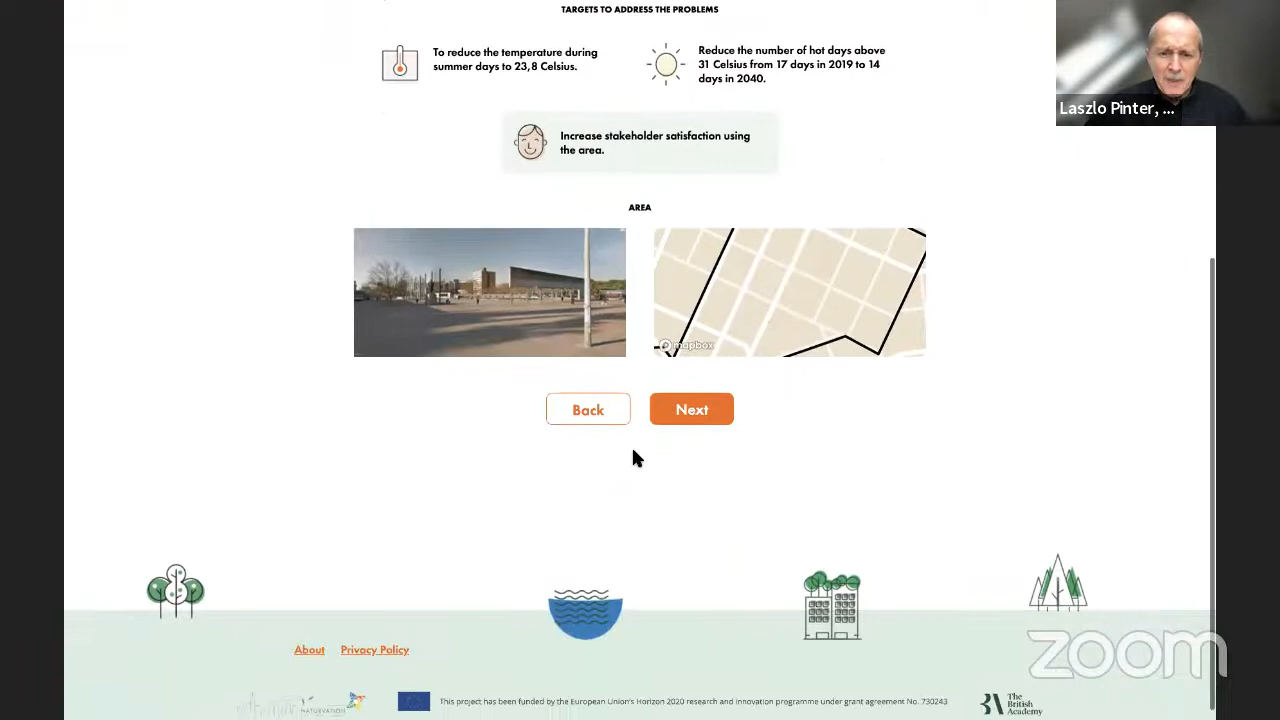 TARGETS TO ADDRESS THE PROBLEMS
To reduce the temperature during
summer days to 23,8 Celsius.
Reduce the number of hot days above
31 Celsius from 17 days in 2019 to 14
days in 2040.
Laszlo Pinter, ...
Increase stakeholder satisfaction using
the area.
AREA
mapbox
Back
Next
zoom
About
Privacy Policy
NATURVATION
This project has been funded by the European Union's Horizon 2020 research and innovation programme under grant agreement No. 730243
The
British
Academy